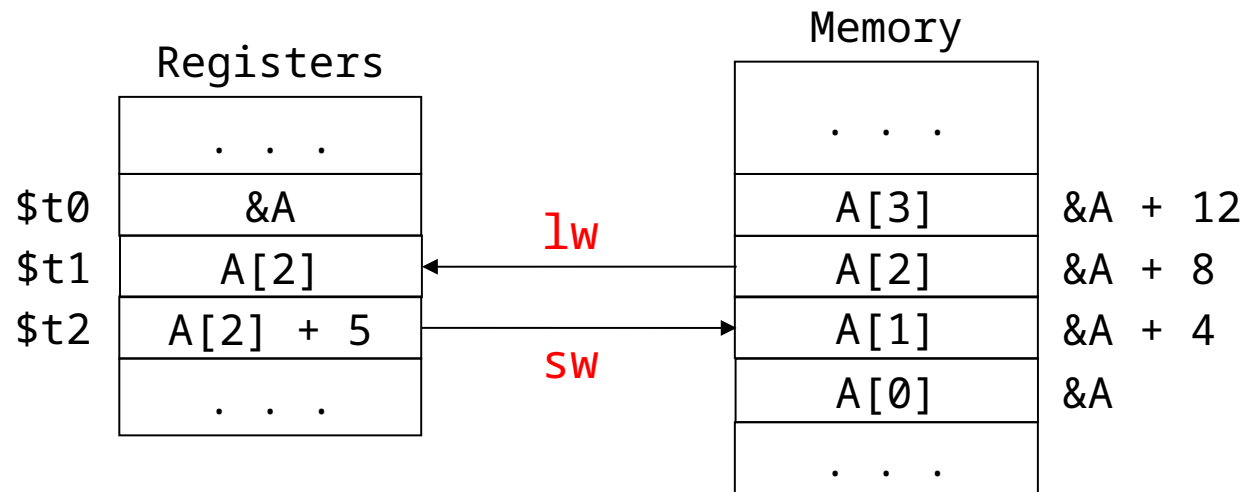 Memory
Registers
. . .
. . .
$t0 &A
A[3] &A + 12
lw
$t1 A[2]
A[2] &A + 8
$t2 A[2] + 5
A[1] &A + 4
sw
. . .
A[0] &A
. . .